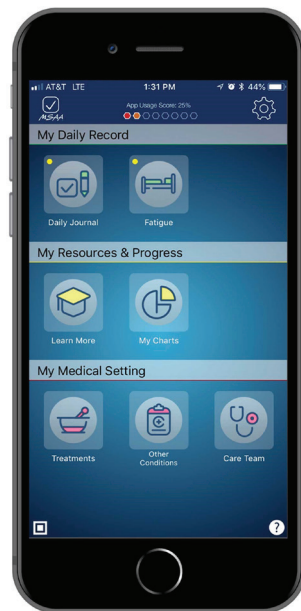 AT&T LTE 1:31 PM 44%
MSAA
App Usage Score: 25%
My Daily Record
Daily Journal Fatigue
My Resources & Progress
Learn More My Charts
My Medical Setting
Treatments Other Conditions Care Team
?